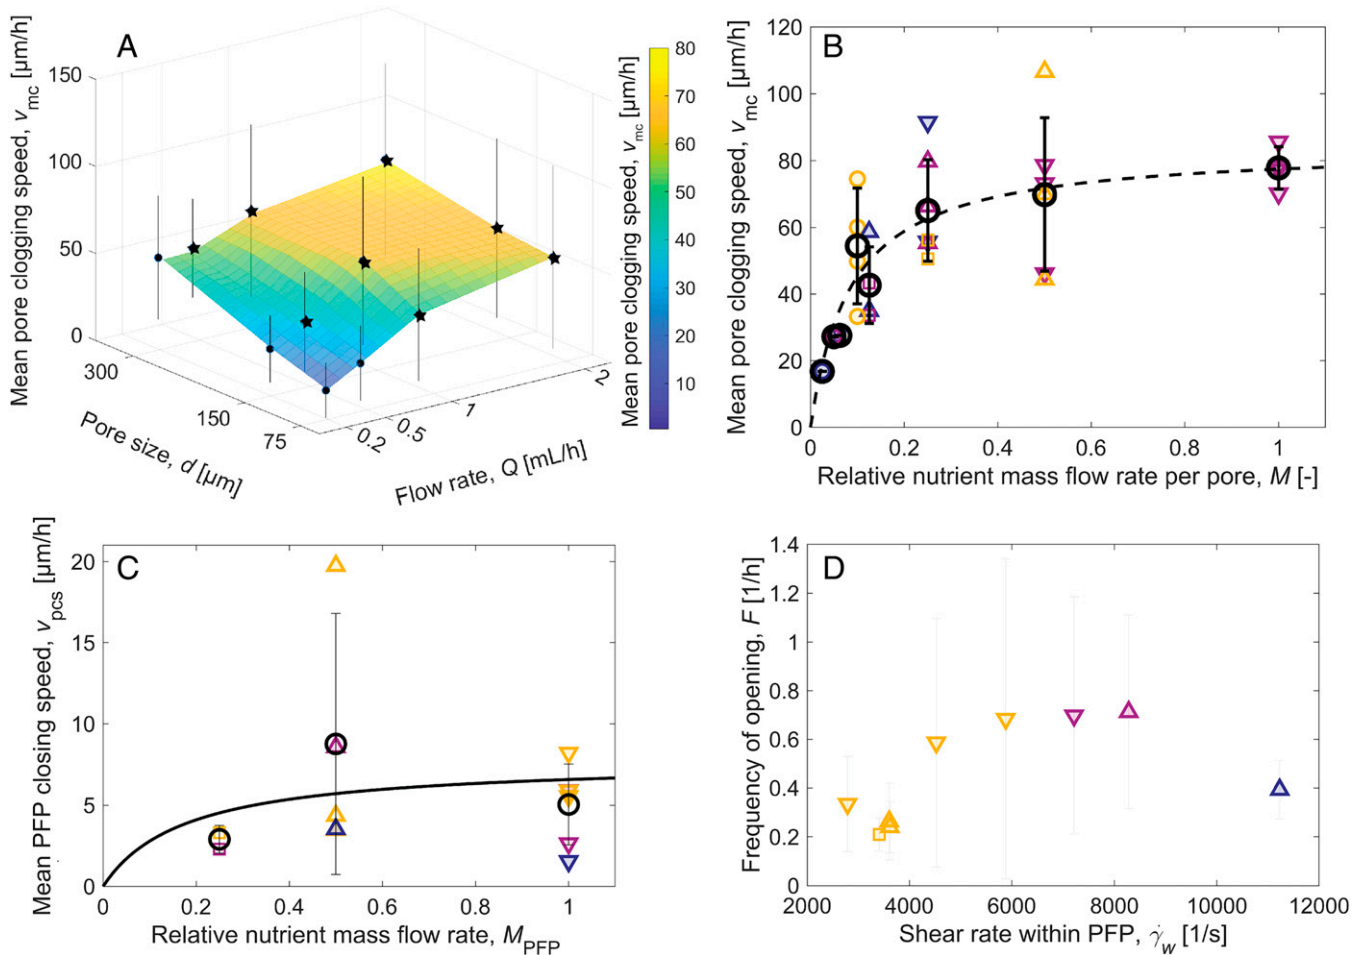 A
Mean pore clogging speed, v_mc [µm/h]
150
100
50
0
300
150
75
Pore size, d [µm]
0.2
0.5
1
2
Flow rate, Q [mL/h]
Mean pore clogging speed, v_mc [µm/h]
80
70
60
50
40
30
20
10
B
Mean pore clogging speed, v_mc [µm/h]
120
100
80
60
40
20
0
0 0.2 0.4 0.6 0.8 1
Relative nutrient mass flow rate per pore, M [-]
C
Mean PFP closing speed, v_pcs [µm/h]
20
15
10
5
0
0 0.2 0.4 0.6 0.8 1
Relative nutrient mass flow rate, M_PFP
D
Frequency of opening, F [1/h]
1.4
1.2
1
0.8
0.6
0.4
0.2
0
2000 4000 6000 8000 10000 12000
Shear rate within PFP, γ̇_w [1/s]